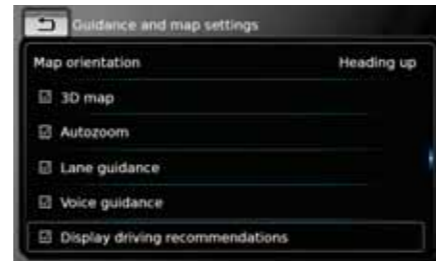 Guidance and map settings
Map orientation Heading up
3D map
Autozoom
Lane guidance
Voice guidance
Display driving recommendations